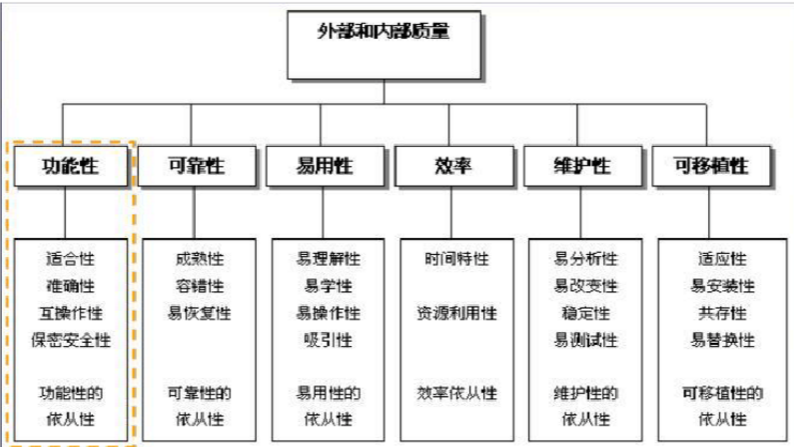 外部和内部质量
功能性
可靠性
易用性
效率
维护性
可移植性
适合性
准确性
互操作性
保密安全性
功能性的
依从性
成熟性
容错性
易恢复性
可靠性的
依从性
易理解性
易学性
易操作性
吸引性
易用性的
依从性
时间特性
资源利用性
效率依从性
易分析性
易改变性
稳定性
易测试性
维护性的
依从性
适应性
易安装性
共存性
易替换性
可移植性的
依从性